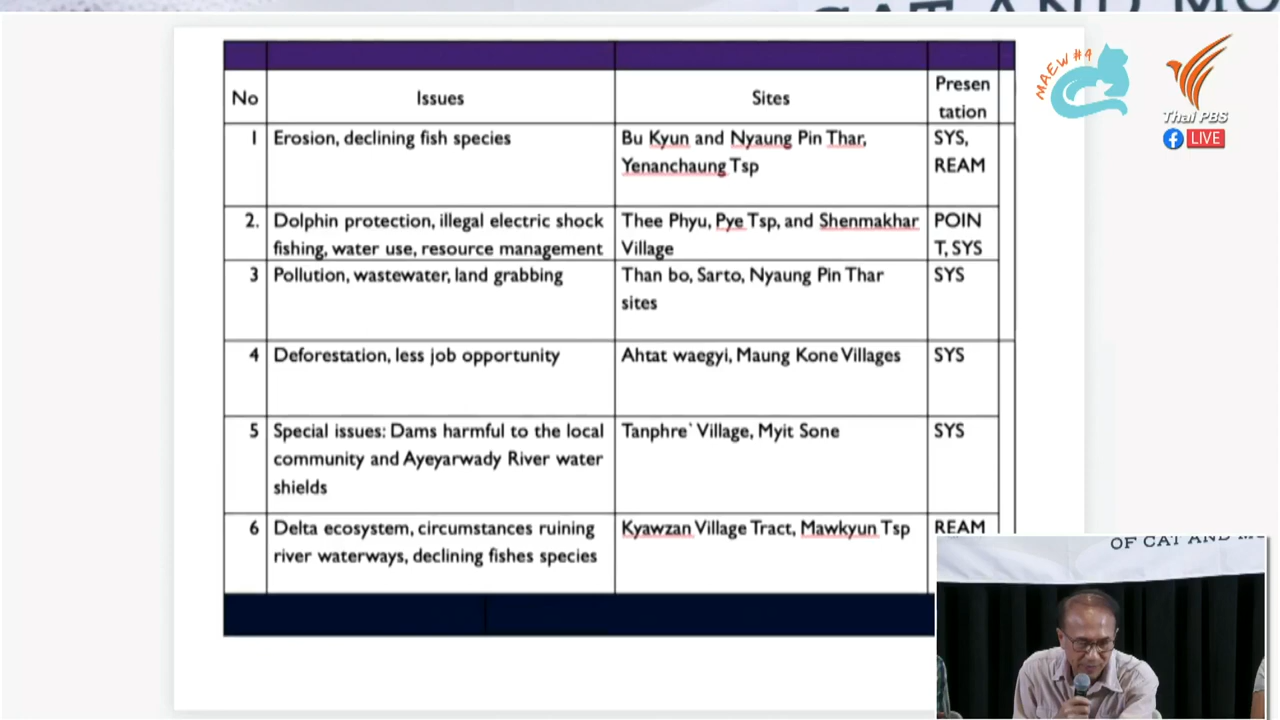 OF CAT AND MO
MAEW #4
Thai PBS
LIVE
No
Issues
Sites
Presen
tation
1
Erosion, declining fish species
Bu Kyun and Nyaung Pin Thar,
Yenanchaung Tsp
SYS,
REAM
2.
Dolphin protection, illegal electric shock
fishing, water use, resource management
Thee Phyu, Pye Tsp, and Shenmakhar
Village
POIN
T, SYS
3
Pollution, wastewater, land grabbing
Than bo, Sarto, Nyaung Pin Thar
sites
SYS
4
Deforestation, less job opportunity
Ahtat waegyi, Maung Kone Villages
SYS
5
Special issues: Dams harmful to the local
community and Ayeyarwady River water
shields
Tanphre` Village, Myit Sone
SYS
6
Delta ecosystem, circumstances ruining
river waterways, declining fishes species
Kyawzan Village Tract, Mawkyun Tsp
REAM
OF CAT AND MO